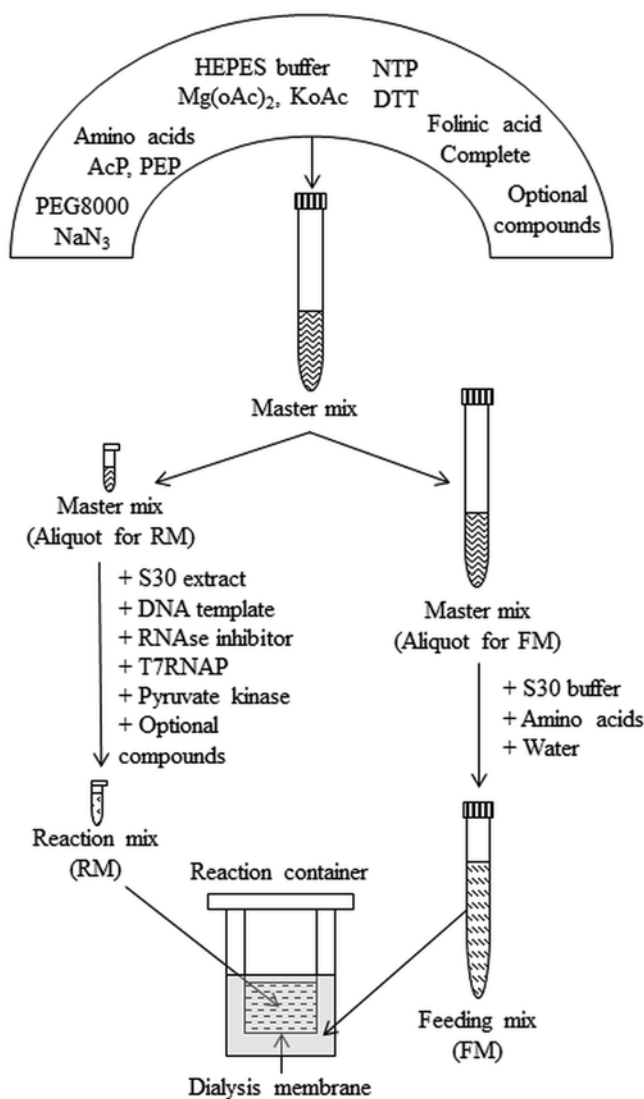 HEPES buffer NTP
Mg(oAc)₂, KoAc DTT
Amino acids Folinic acid
AcP, PEP Complete
PEG8000 Optional
NaN₃ compounds
Master mix
Master mix
(Aliquot for RM)
+ S30 extract
+ DNA template
+ RNAse inhibitor
+ T7RNAP
+ Pyruvate kinase
+ Optional
compounds
Master mix
(Aliquot for FM)
+ S30 buffer
+ Amino acids
+ Water
Reaction mix
(RM)
Reaction container
Feeding mix
(FM)
Dialysis membrane